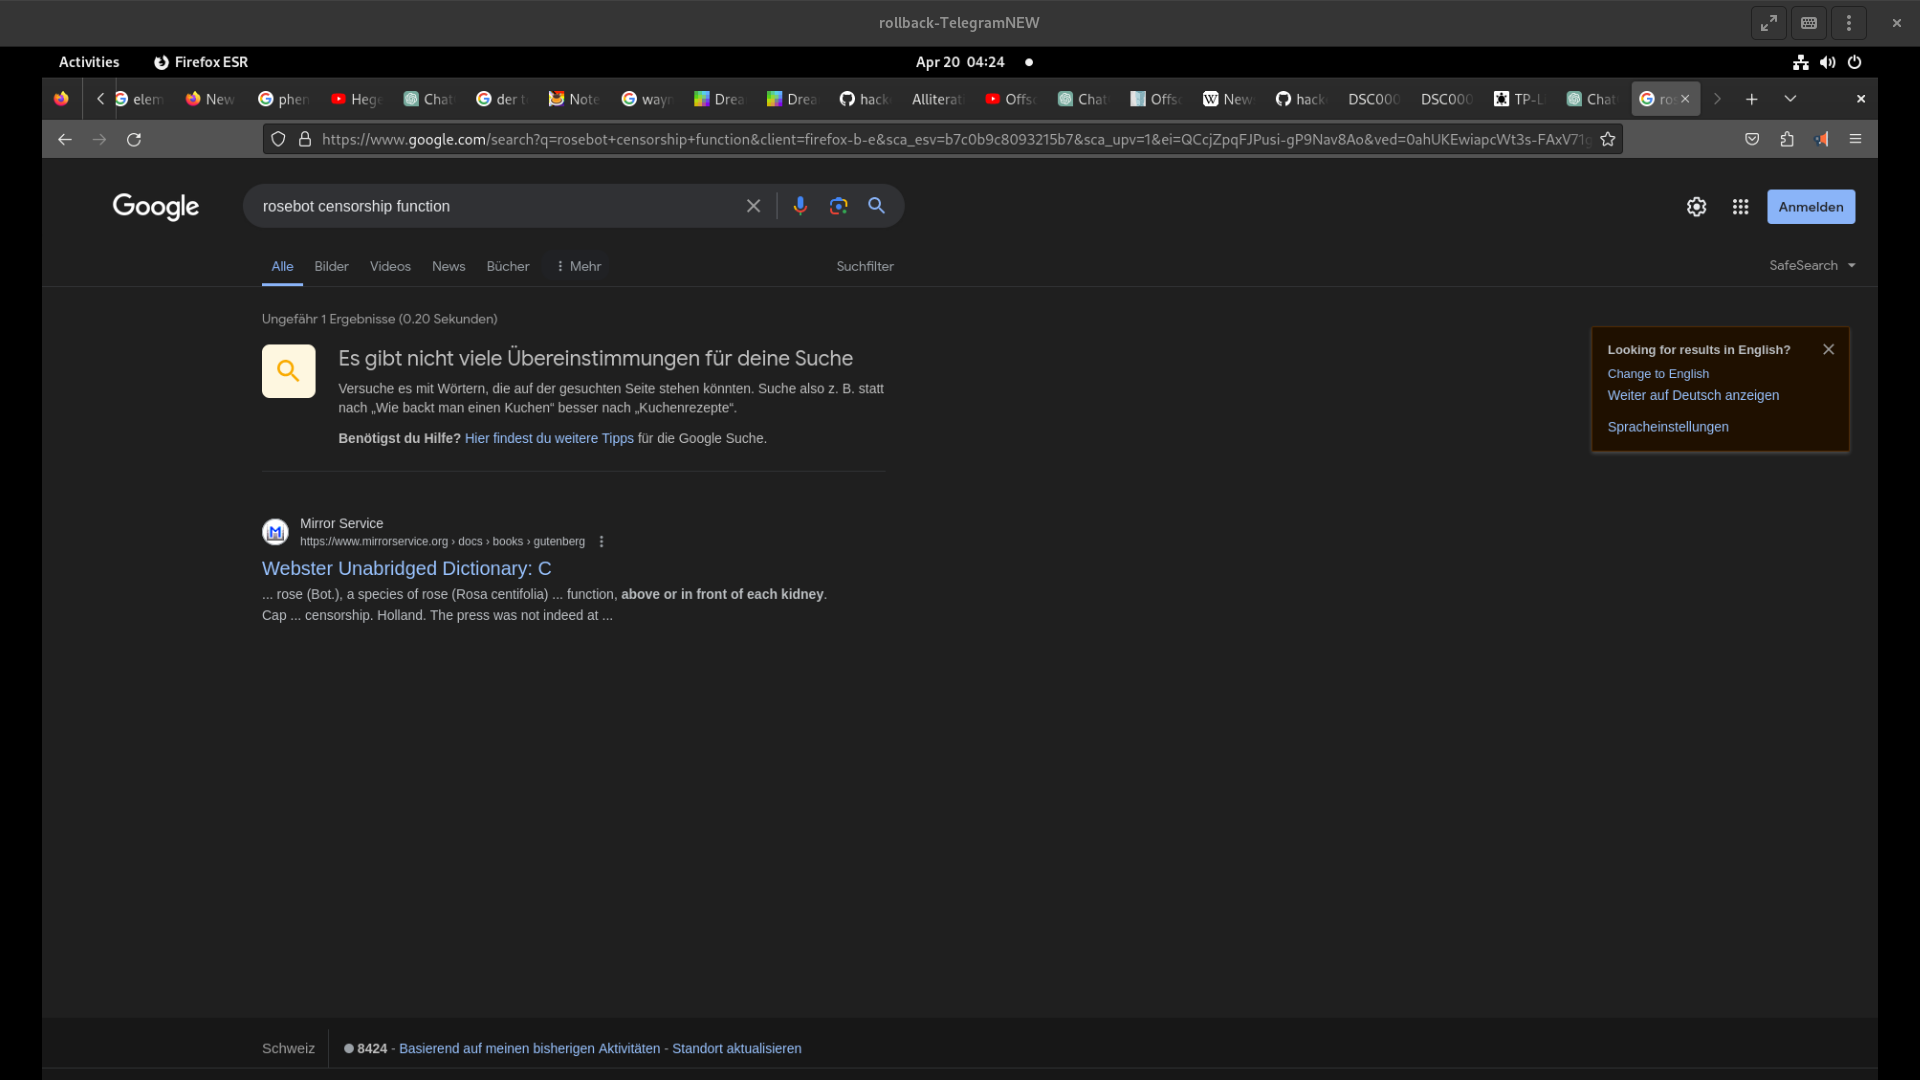 rollback-TelegramNEW
Activities
Firefox ESR
Apr 20 04:24
elem
New
phen
Hege
Chat
der t
Note
wayn
Drea
Drea
hack
Alliterat
Offs
Chat
Offs
New
hack
DSC000
DSC000
TP-L
Chat
ros
https://www.google.com/search?q=rosebot+censorship+function&client=firefox-b-e&sca_esv=b7c0b9c8093215b7&sca_upv=1&ei=QCcjZpqFJPusi-gP9Nav8Ao&ved=0ahUKEwiapcWt3s-FAxV71g
Google
rosebot censorship function
Anmelden
Alle
Bilder
Videos
News
Bücher
Mehr
Suchfilter
SafeSearch
Ungefähr 1 Ergebnisse (0.20 Sekunden)
Es gibt nicht viele Übereinstimmungen für deine Suche
Versuche es mit Wörtern, die auf der gesuchten Seite stehen könnten. Suche also z. B. statt
nach „Wie backt man einen Kuchen“ besser nach „Kuchenrezepte“.
Benötigst du Hilfe? Hier findest du weitere Tipps für die Google Suche.
Looking for results in English?
Change to English
Weiter auf Deutsch anzeigen
Spracheinstellungen
Mirror Service
https://www.mirrorservice.org › docs › books › gutenberg
Webster Unabridged Dictionary: C
... rose (Bot.), a species of rose (Rosa centifolia) ... function, above or in front of each kidney.
Cap ... censorship. Holland. The press was not indeed at ...
Schweiz
8424 - Basierend auf meinen bisherigen Aktivitäten - Standort aktualisieren